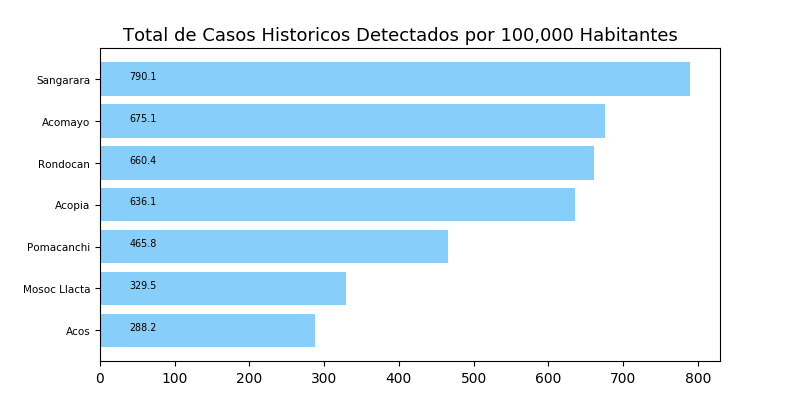 Total de Casos Historicos Detectados por 100,000 Habitantes
Sangarara 790.1
Acomayo 675.1
Rondocan 660.4
Acopia 636.1
Pomacanchi 465.8
Mosoc Llacta 329.5
Acos 288.2
0 100 200 300 400 500 600 700 800